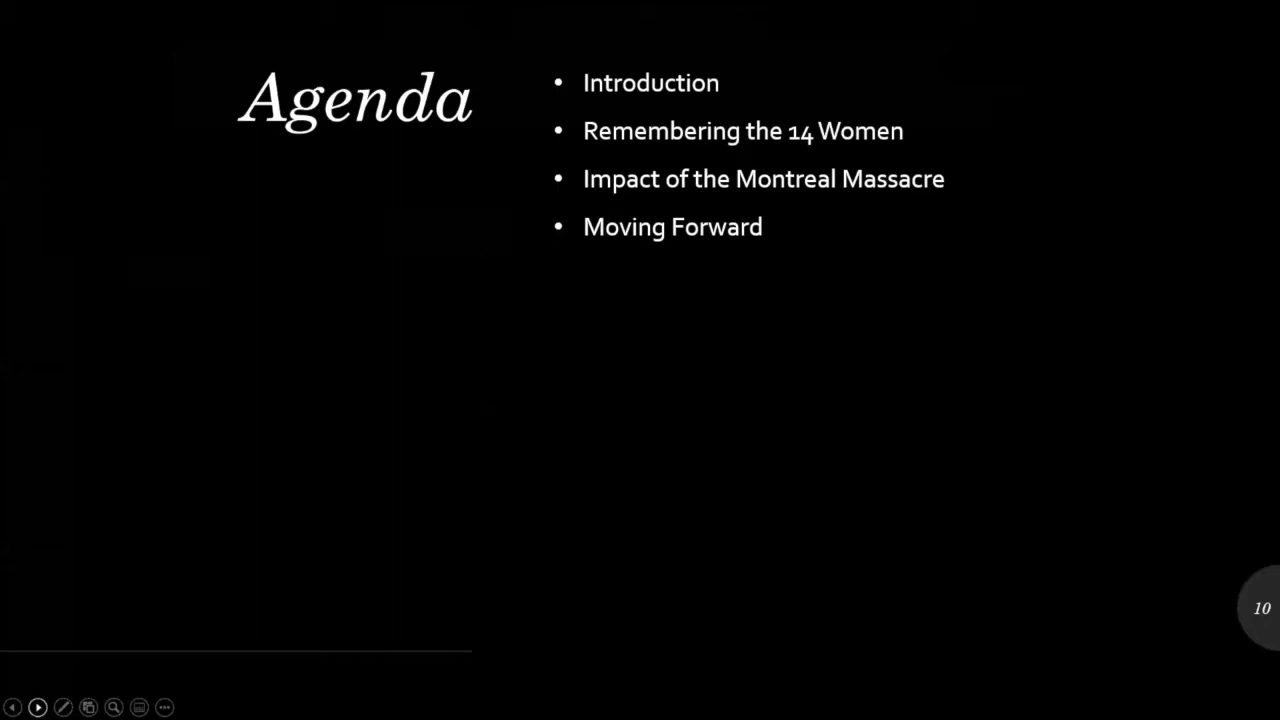 Agenda
• Introduction
• Remembering the 14 Women
• Impact of the Montreal Massacre
• Moving Forward
10